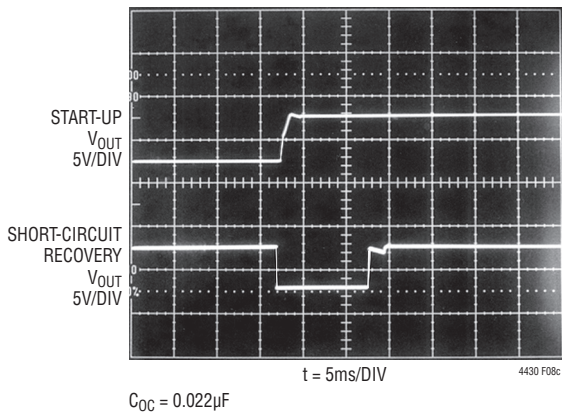 START-UP
VOUT
5V/DIV
SHORT-CIRCUIT
RECOVERY
VOUT
5V/DIV
t = 5ms/DIV
4430 F08c
COC = 0.022µF